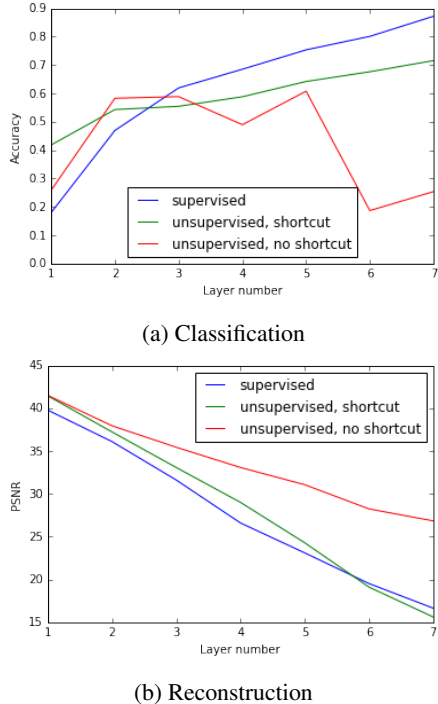 0.9
0.8
0.7
0.6
0.5
0.4
0.3
0.2
0.1
0.0
Accuracy
supervised
unsupervised, shortcut
unsupervised, no shortcut
1 2 3 4 5 6 7
Layer number
(a) Classification
45
40
35
30
25
20
15
PSNR
supervised
unsupervised, shortcut
unsupervised, no shortcut
1 2 3 4 5 6 7
Layer number
(b) Reconstruction